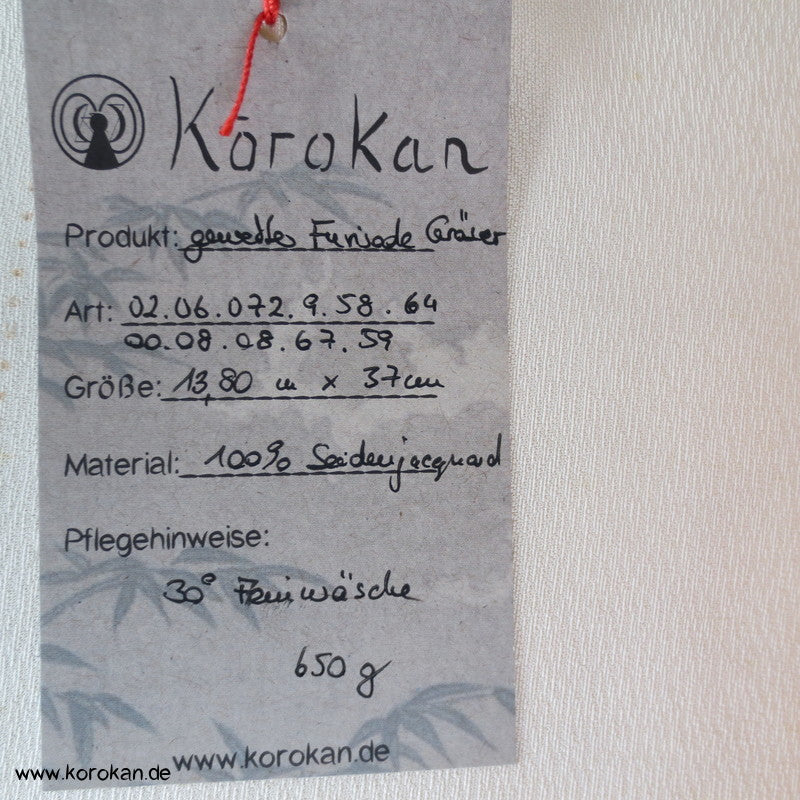 Korokan
Produkt: gewebtes Furisode Gräser
Art: 02.06.072.9.58.64
00.08.08.67.59
Größe: 13,80 m x 37cm
Material: 100% Seidenjacquard
Pflegehinweise:
30° Feinwäsche
650 g
www.korokan.de
www.korokan.de